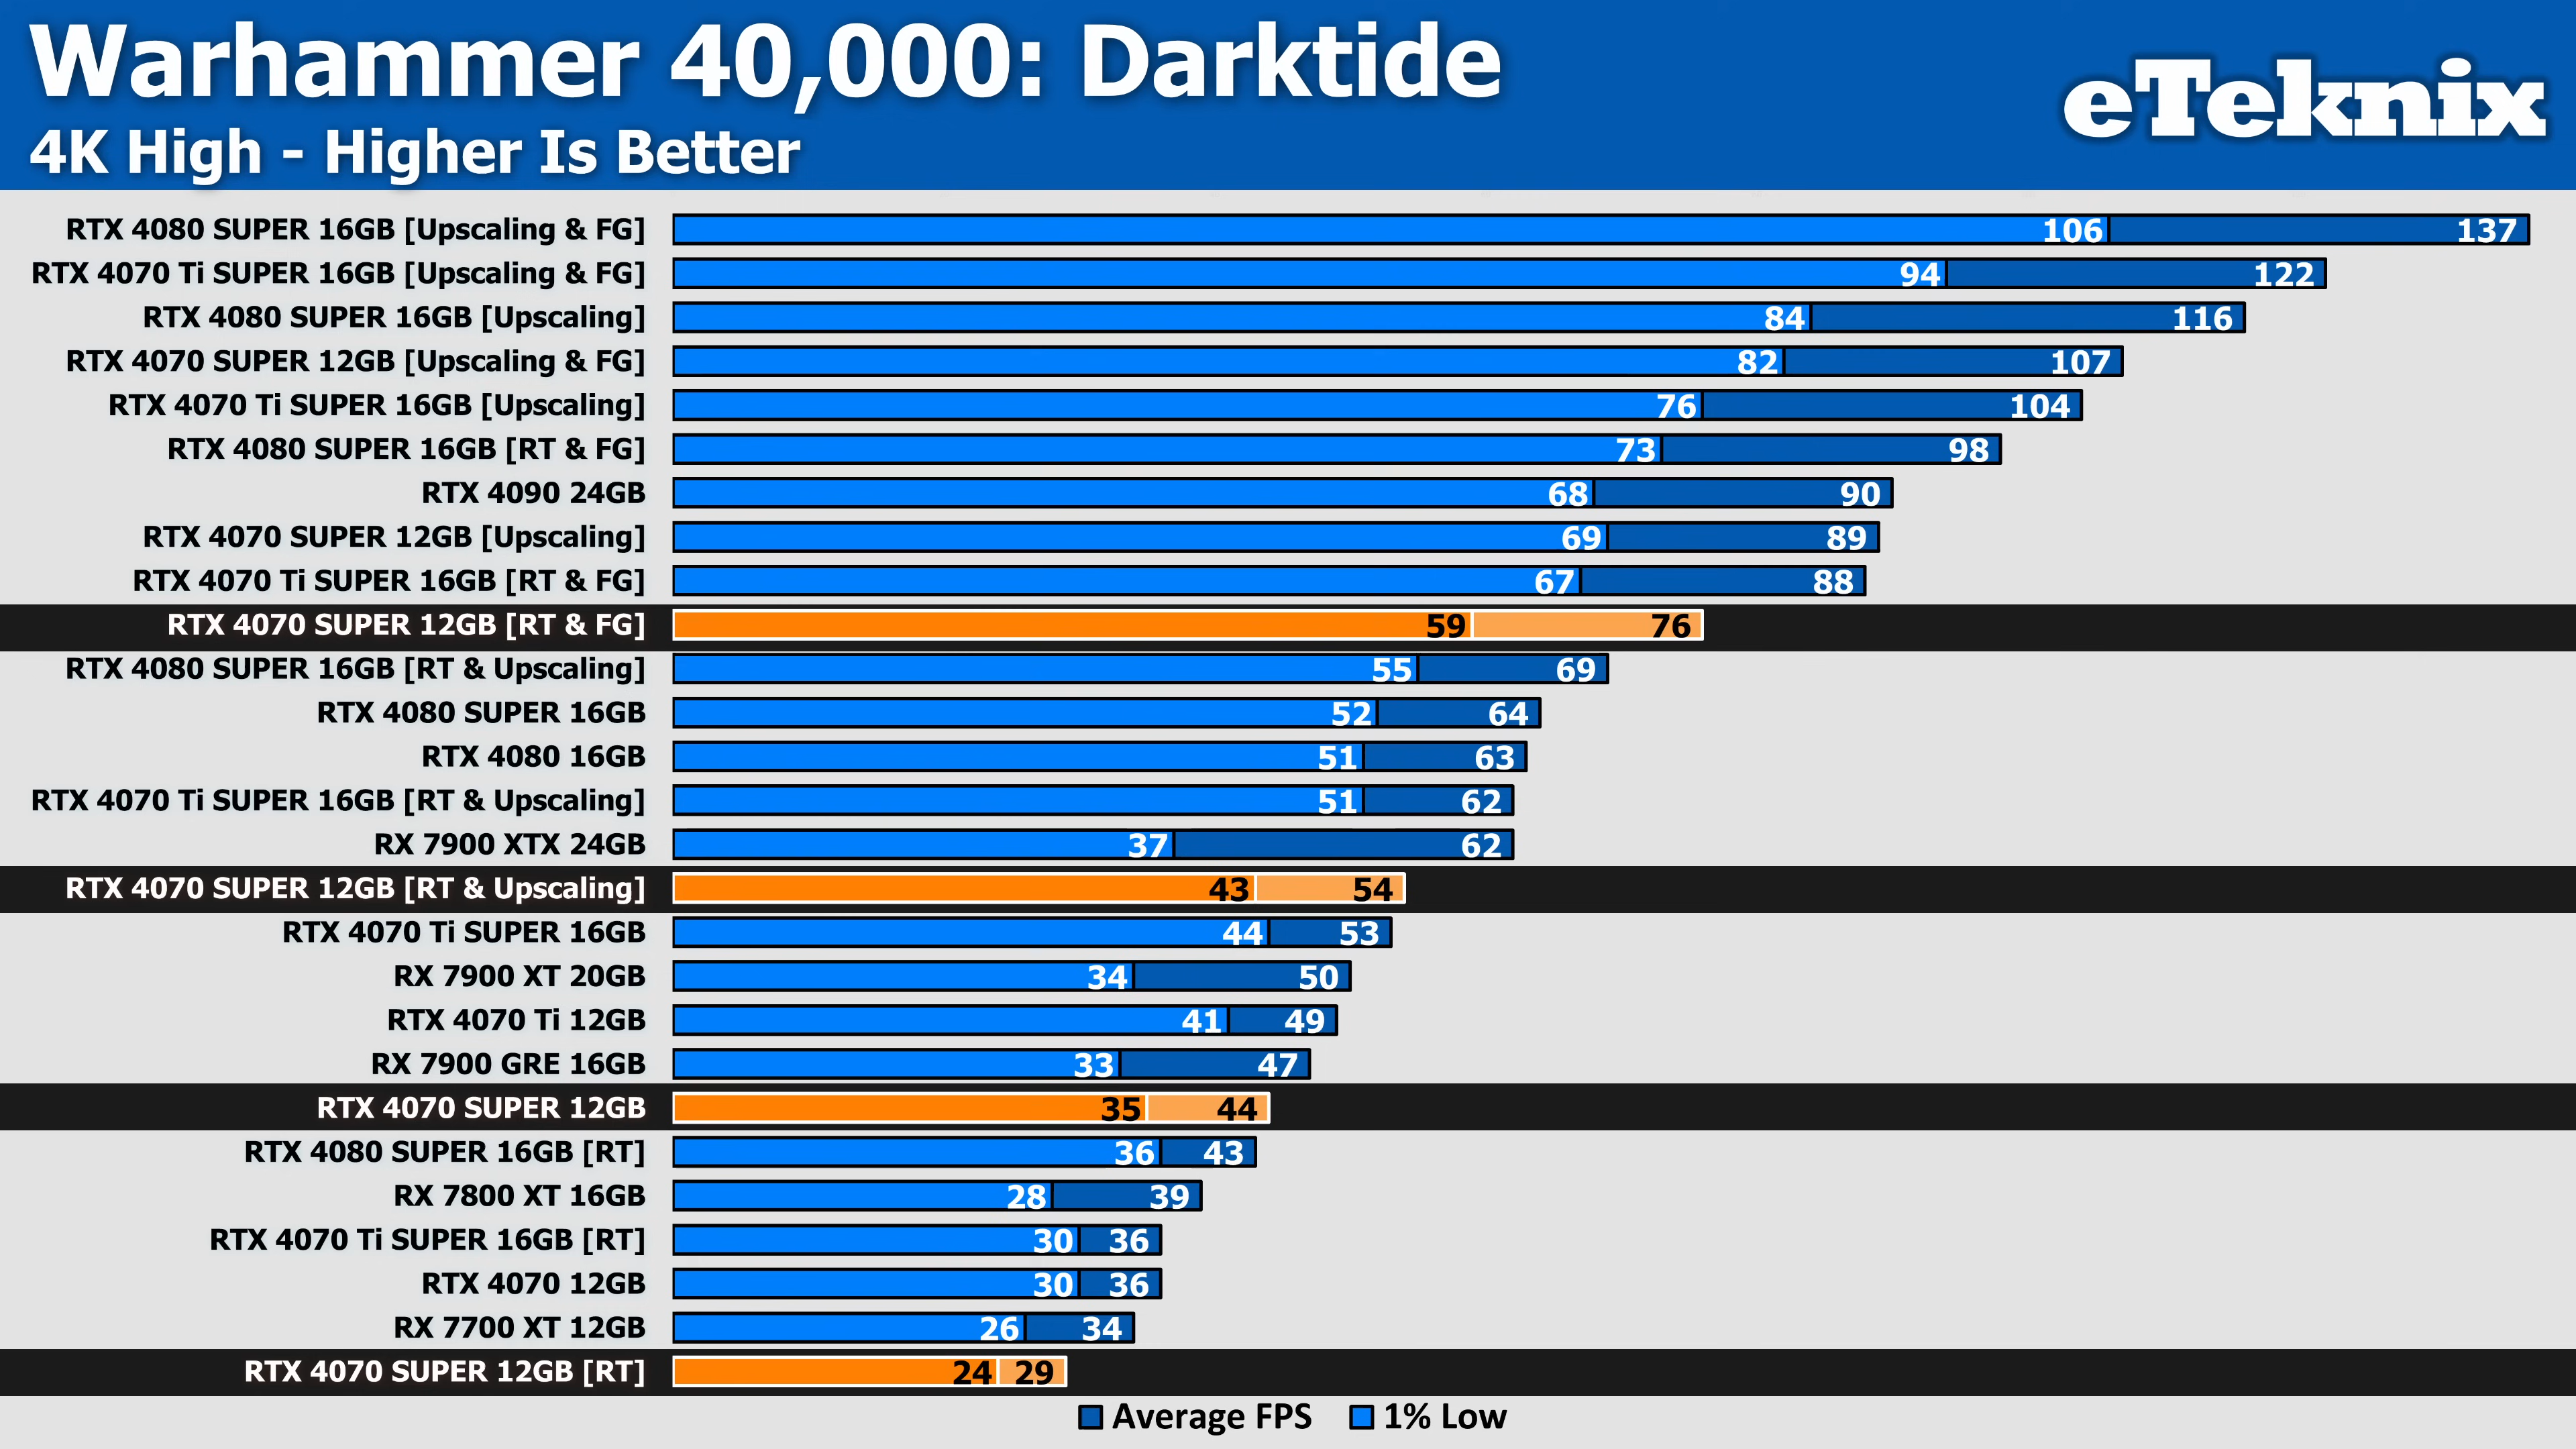 Warhammer 40,000: Darktide
eTeknix
4K High - Higher Is Better
RTX 4080 SUPER 16GB [Upscaling & FG] 106 137
RTX 4070 Ti SUPER 16GB [Upscaling & FG] 94 122
RTX 4080 SUPER 16GB [Upscaling] 84 116
RTX 4070 SUPER 12GB [Upscaling & FG] 82 107
RTX 4070 Ti SUPER 16GB [Upscaling] 76 104
RTX 4080 SUPER 16GB [RT & FG] 73 98
RTX 4090 24GB 68 90
RTX 4070 SUPER 12GB [Upscaling] 69 89
RTX 4070 Ti SUPER 16GB [RT & FG] 67 88
RTX 4070 SUPER 12GB [RT & FG] 59 76
RTX 4080 SUPER 16GB [RT & Upscaling] 55 69
RTX 4080 SUPER 16GB 52 64
RTX 4080 16GB 51 63
RTX 4070 Ti SUPER 16GB [RT & Upscaling] 51 62
RX 7900 XTX 24GB 37 62
RTX 4070 SUPER 12GB [RT & Upscaling] 43 54
RTX 4070 Ti SUPER 16GB 44 53
RX 7900 XT 20GB 34 50
RTX 4070 Ti 12GB 41 49
RX 7900 GRE 16GB 33 47
RTX 4070 SUPER 12GB 35 44
RTX 4080 SUPER 16GB [RT] 36 43
RX 7800 XT 16GB 28 39
RTX 4070 Ti SUPER 16GB [RT] 30 36
RTX 4070 12GB 30 36
RX 7700 XT 12GB 26 34
RTX 4070 SUPER 12GB [RT] 24 29
Average FPS 1% Low